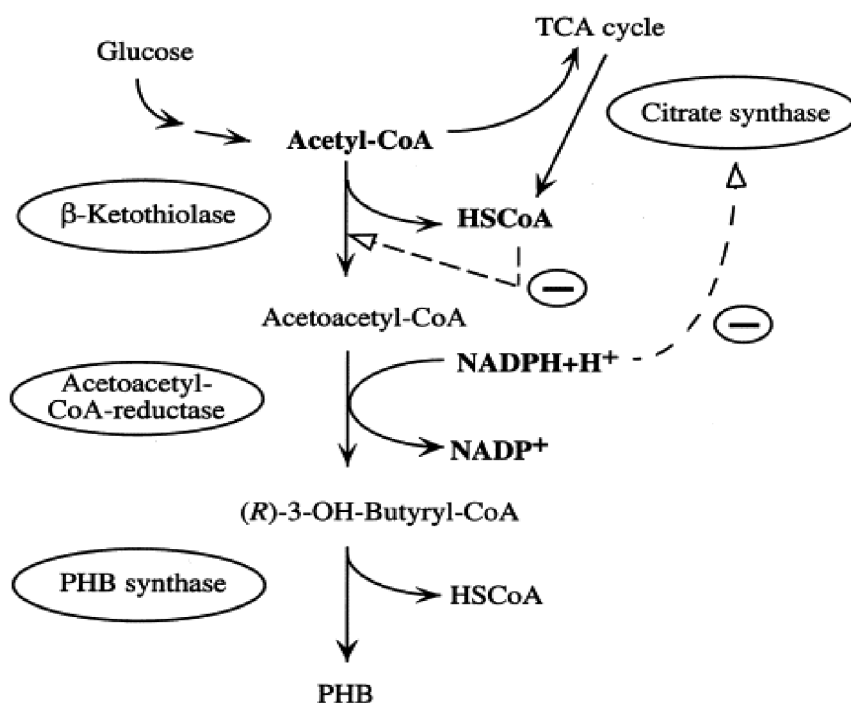 TCA cycle
Glucose
Citrate synthase
Acetyl-CoA
β-Ketothiolase
HSCoA
−
Acetoacetyl-CoA
−
NADPH+H⁺
Acetoacetyl-
CoA-reductase
NADP⁺
(R)-3-OH-Butyryl-CoA
PHB synthase
HSCoA
PHB